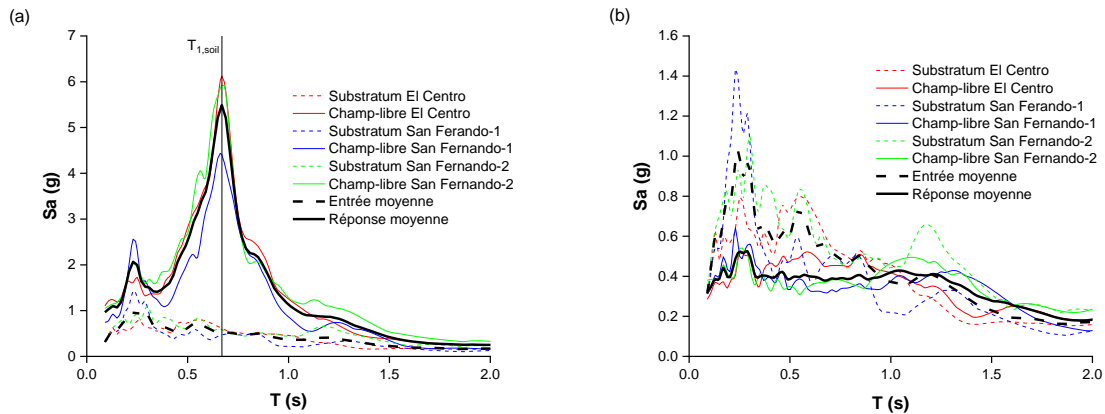 (a)
7
6
5
4
3
2
1
0
Sa (g)
0.0
0.5
1.0
1.5
2.0
T (s)
T1,soil
Substratum El Centro
Champ-libre El Centro
Substratum San Ferando-1
Champ-libre San Fernando-1
Substratum San Fernando-2
Champ-libre San Fernando-2
Entrée moyenne
Réponse moyenne
(b)
1.6
1.4
1.2
1.0
0.8
0.6
0.4
0.2
0.0
Sa (g)
0.0
0.5
1.0
1.5
2.0
T (s)
Substratum El Centro
Champ-libre El Centro
Substratum San Fernando-1
Champ-libre San Fernando-1
Substratum San Fernando-2
Champ-libre San Fernando-2
Entrée moyenne
Réponse moyenne